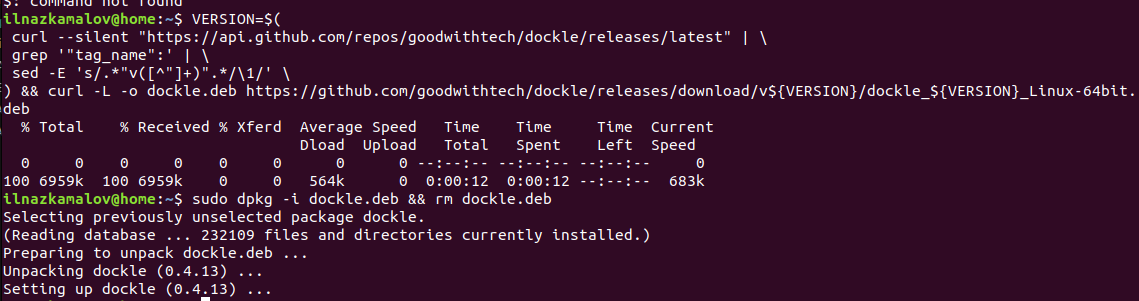 $: command not found
ilnazkamalov@home:~$ VERSION=$(
 curl --silent "https://api.github.com/repos/goodwithtech/dockle/releases/latest" | \
 grep '"tag_name":' | \
 sed -E 's/.*"v([^"]+)".*/\1/' \
) && curl -L -o dockle.deb https://github.com/goodwithtech/dockle/releases/download/v${VERSION}/dockle_${VERSION}_Linux-64bit.
deb
  % Total    % Received % Xferd  Average Speed   Time    Time     Time  Current
                                 Dload  Upload   Total   Spent    Left  Speed
  0     0    0     0    0     0      0      0 --:--:-- --:--:-- --:--:--     0
100 6959k  100 6959k    0     0   564k      0  0:00:12  0:00:12 --:--:--  683k
ilnazkamalov@home:~$ sudo dpkg -i dockle.deb && rm dockle.deb
Selecting previously unselected package dockle.
(Reading database ... 232109 files and directories currently installed.)
Preparing to unpack dockle.deb ...
Unpacking dockle (0.4.13) ...
Setting up dockle (0.4.13) ...